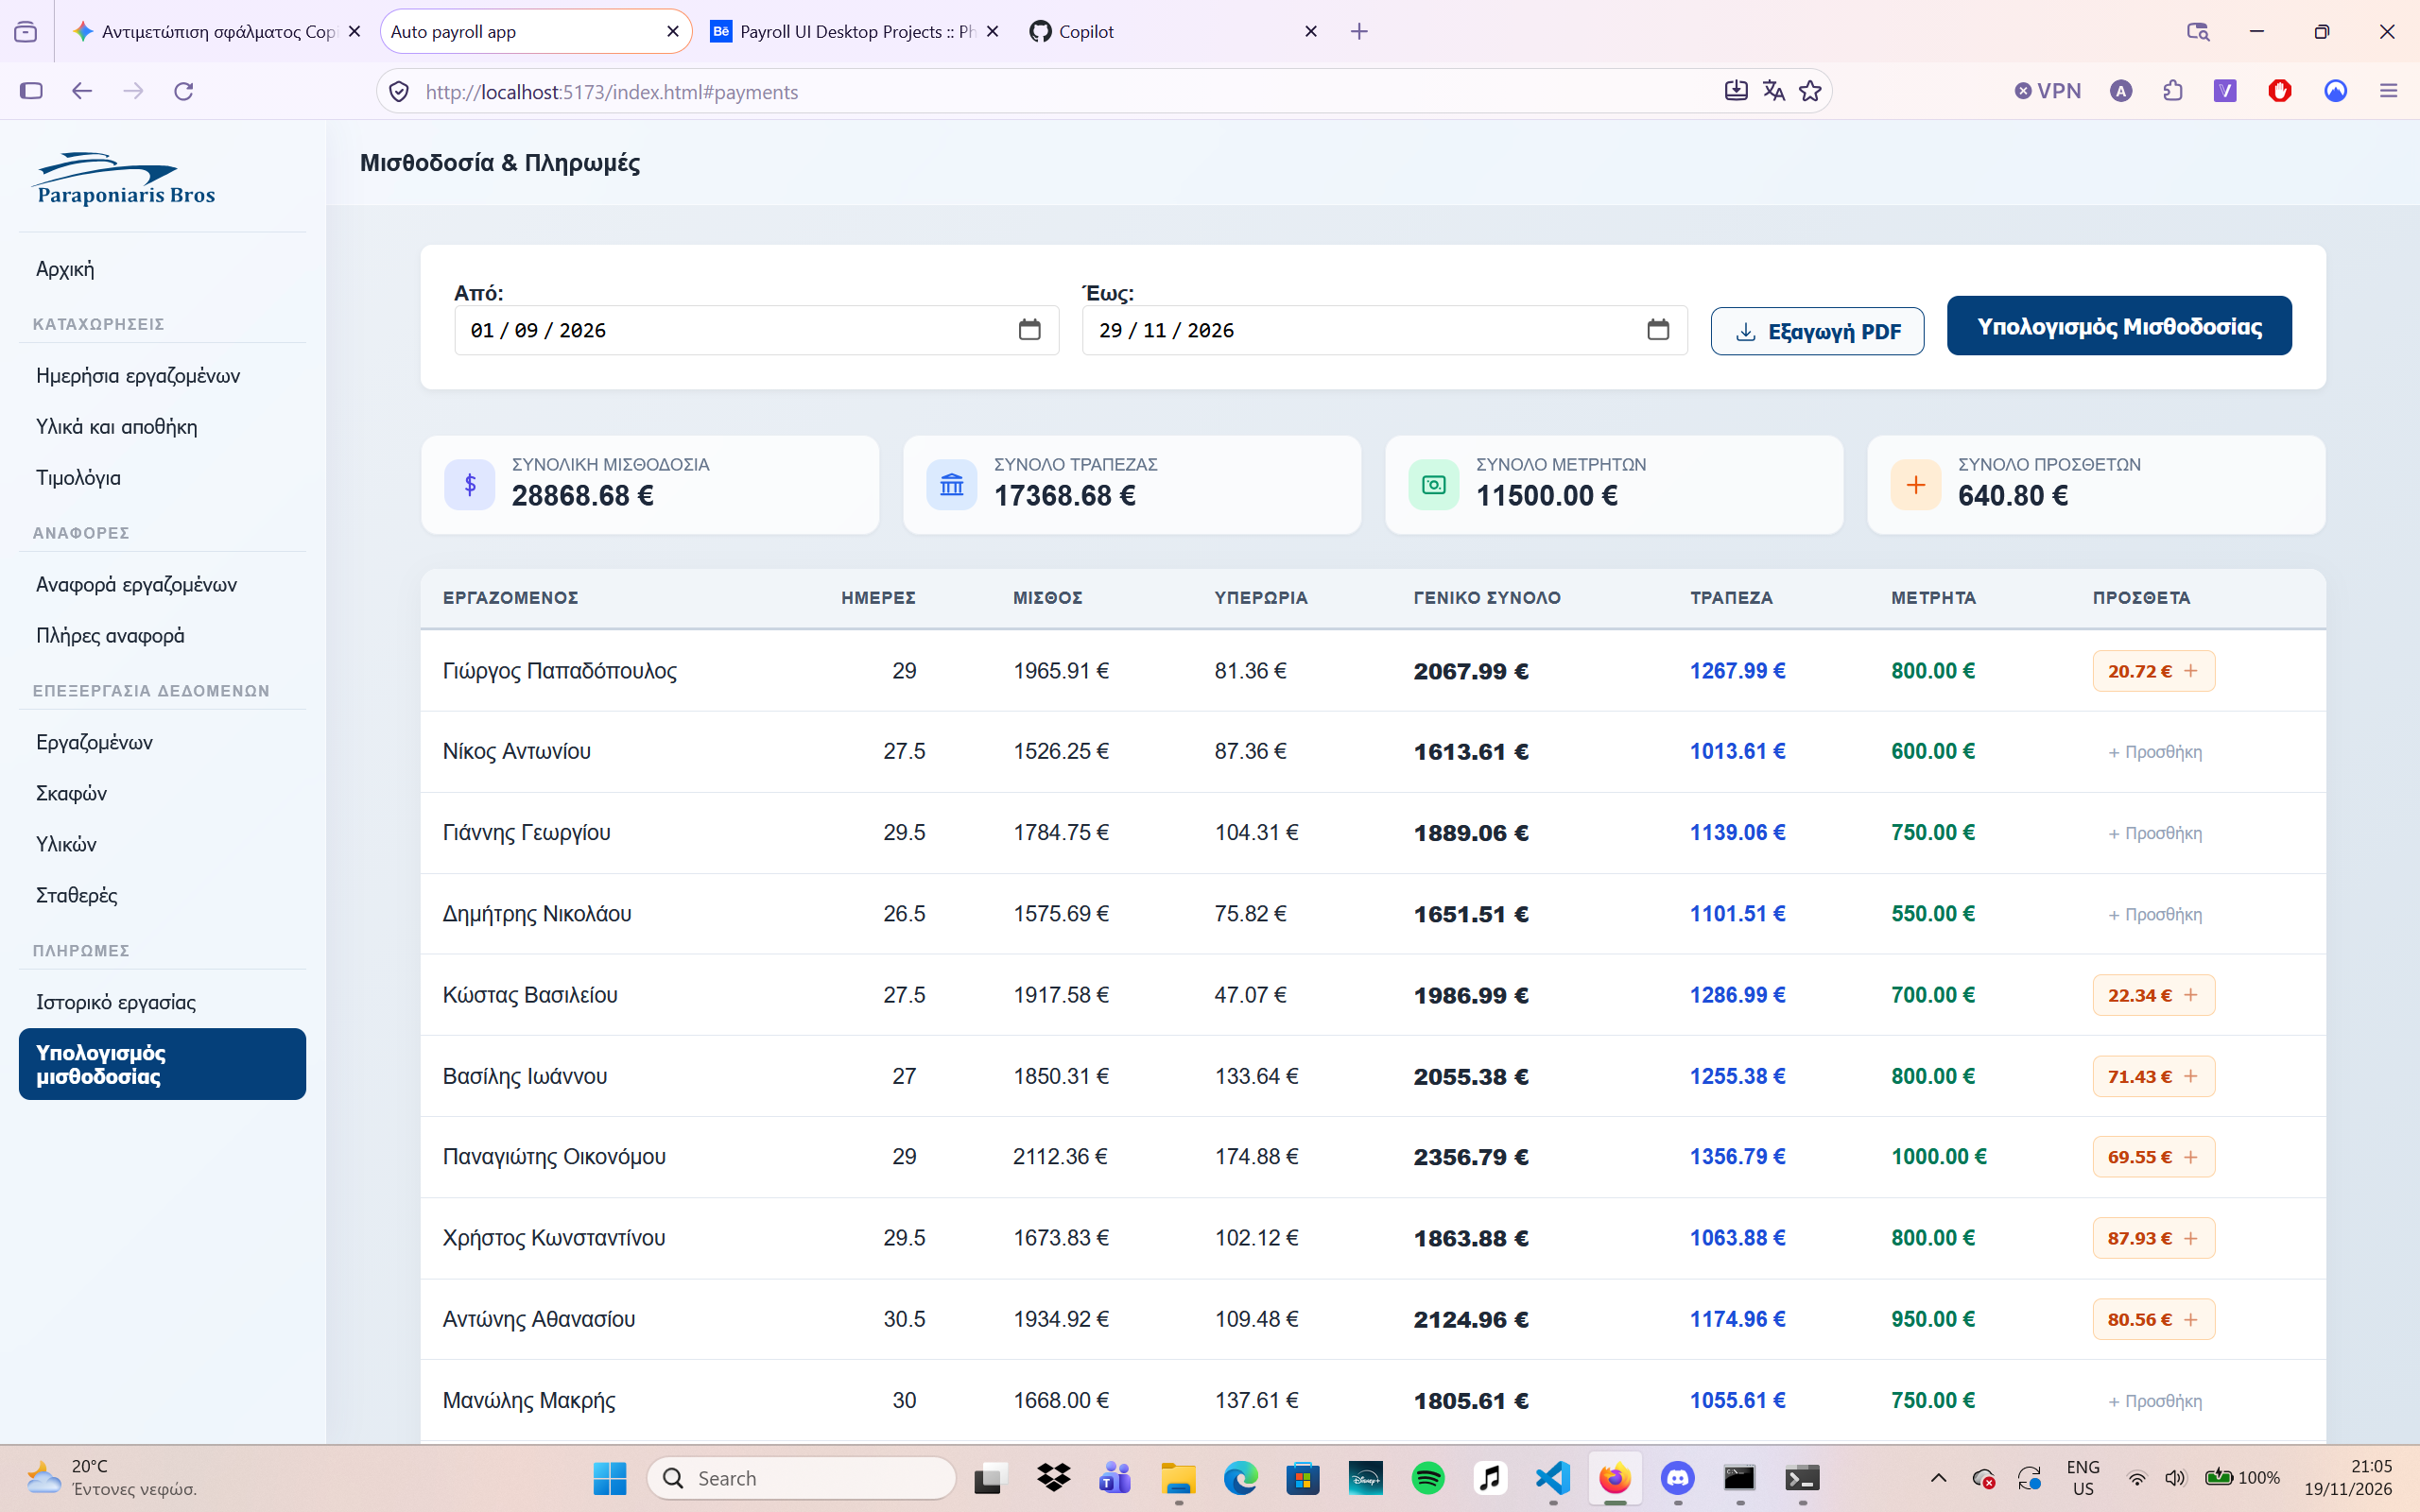 Αντιμετώπιση σφάλματος Copi
Auto payroll app
Bē Payroll UI Desktop Projects :: Ph
Copilot
http://localhost:5173/index.html#payments
VPN
A
V
Paraponiaris Bros
Μισθοδοσία & Πληρωμές
Αρχική
ΚΑΤΑΧΩΡΗΣΕΙΣ
Ημερήσια εργαζομένων
Υλικά και αποθήκη
Τιμολόγια
ΑΝΑΦΟΡΕΣ
Αναφορά εργαζομένων
Πλήρες αναφορά
ΕΠΕΞΕΡΓΑΣΙΑ ΔΕΔΟΜΕΝΩΝ
Εργαζομένων
Σκαφών
Υλικών
Σταθερές
ΠΛΗΡΩΜΕΣ
Ιστορικό εργασίας
Υπολογισμός
μισθοδοσίας
Από:
01 / 09 / 2026
Έως:
29 / 11 / 2026
Εξαγωγή PDF
Υπολογισμός Μισθοδοσίας
$
ΣΥΝΟΛΙΚΗ ΜΙΣΘΟΔΟΣΙΑ
28868.68 €
ΣΥΝΟΛΟ ΤΡΑΠΕΖΑΣ
17368.68 €
ΣΥΝΟΛΟ ΜΕΤΡΗΤΩΝ
11500.00 €
ΣΥΝΟΛΟ ΠΡΟΣΘΕΤΩΝ
640.80 €
ΕΡΓΑΖΟΜΕΝΟΣ ΗΜΕΡΕΣ ΜΙΣΘΟΣ ΥΠΕΡΩΡΙΑ ΓΕΝΙΚΟ ΣΥΝΟΛΟ ΤΡΑΠΕΖΑ ΜΕΤΡΗΤΑ ΠΡΟΣΘΕΤΑ
Γιώργος Παπαδόπουλος 29 1965.91 € 81.36 € 2067.99 € 1267.99 € 800.00 € 20.72 € +
Νίκος Αντωνίου 27.5 1526.25 € 87.36 € 1613.61 € 1013.61 € 600.00 € + Προσθήκη
Γιάννης Γεωργίου 29.5 1784.75 € 104.31 € 1889.06 € 1139.06 € 750.00 € + Προσθήκη
Δημήτρης Νικολάου 26.5 1575.69 € 75.82 € 1651.51 € 1101.51 € 550.00 € + Προσθήκη
Κώστας Βασιλείου 27.5 1917.58 € 47.07 € 1986.99 € 1286.99 € 700.00 € 22.34 € +
Βασίλης Ιωάννου 27 1850.31 € 133.64 € 2055.38 € 1255.38 € 800.00 € 71.43 € +
Παναγιώτης Οικονόμου 29 2112.36 € 174.88 € 2356.79 € 1356.79 € 1000.00 € 69.55 € +
Χρήστος Κωνσταντίνου 29.5 1673.83 € 102.12 € 1863.88 € 1063.88 € 800.00 € 87.93 € +
Αντώνης Αθανασίου 30.5 1934.92 € 109.48 € 2124.96 € 1174.96 € 950.00 € 80.56 € +
Μανώλης Μακρής 30 1668.00 € 137.61 € 1805.61 € 1055.61 € 750.00 € + Προσθήκη
20°C
Έντονες νεφώσ.
Search
Disney+
ENG
US
100%
21:05
19/11/2026